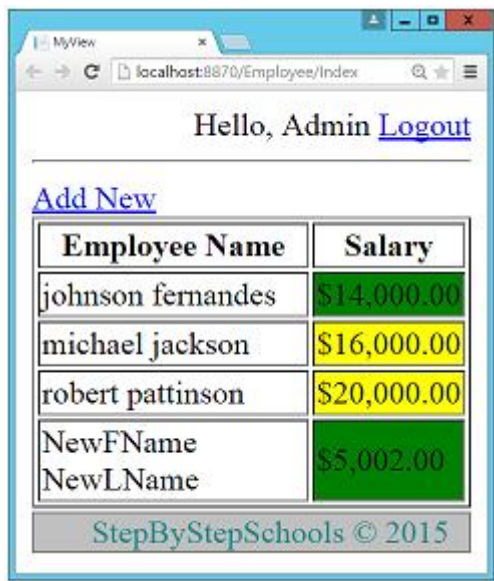 MyView
localhost:8870/Employee/Index
Hello, Admin Logout
Add New
Employee Name Salary
johnson fernandes $14,000.00
michael jackson $16,000.00
robert pattinson $20,000.00
NewFName
NewLName
$5,002.00
StepByStepSchools © 2015